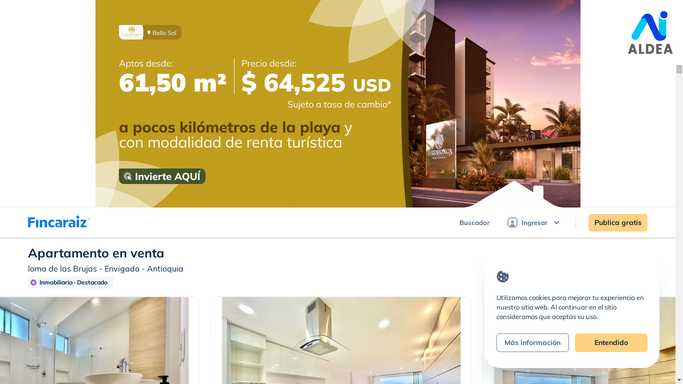 Bello Sol
Aptos desde:
61,50 m²
Precio desde:
$ 64,525 USD
Sujeto a tasa de cambio*
a pocos kilómetros de la playa y
con modalidad de renta turística
Invierte AQUÍ
ALDEA
Fincaraiz
Buscador
Ingresar
Publica gratis
Apartamento en venta
loma de las Brujas - Envigado - Antioquia
Inmobiliaria · Destacado
Utilizamos cookies para mejorar tu experiencia en
nuestro sitio web. Al continuar en el sitio
consideramos que aceptas su uso.
Más información
Entendido